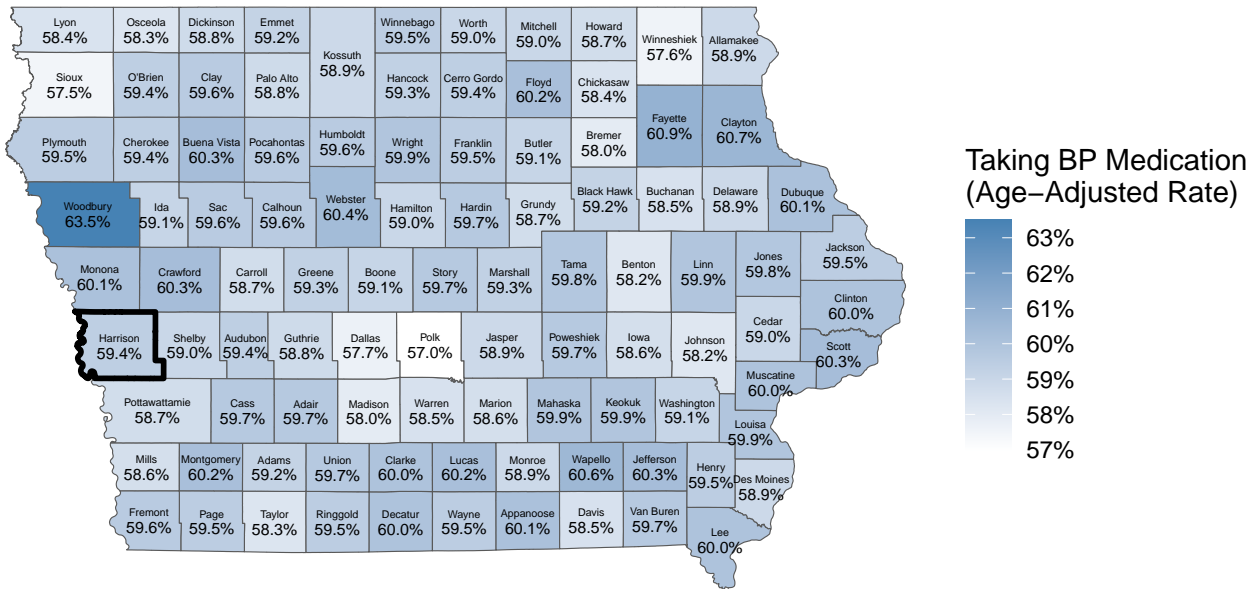 Lyon
58.4%
Osceola
58.3%
Dickinson
58.8%
Emmet
59.2%
Winnebago
59.5%
Worth
59.0%
Mitchell
59.0%
Howard
58.7%
Winneshiek
57.6%
Allamakee
58.9%
Kossuth
58.9%
Sioux
57.5%
O'Brien
59.4%
Clay
59.6%
Palo Alto
58.8%
Hancock
59.3%
Cerro Gordo
59.4%
Floyd
60.2%
Chickasaw
58.4%
Fayette
60.9%
Clayton
60.7%
Plymouth
59.5%
Cherokee
59.4%
Buena Vista
60.3%
Pocahontas
59.6%
Humboldt
59.6%
Wright
59.9%
Franklin
59.5%
Butler
59.1%
Bremer
58.0%
Woodbury
63.5%
Ida
59.1%
Sac
59.6%
Calhoun
59.6%
Webster
60.4%
Hamilton
59.0%
Hardin
59.7%
Grundy
58.7%
Black Hawk
59.2%
Buchanan
58.5%
Delaware
58.9%
Dubuque
60.1%
Monona
60.1%
Crawford
60.3%
Carroll
58.7%
Greene
59.3%
Boone
59.1%
Story
59.7%
Marshall
59.3%
Tama
59.8%
Benton
58.2%
Linn
59.9%
Jones
59.8%
Jackson
59.5%
Clinton
60.0%
Harrison
59.4%
Shelby
59.0%
Audubon
59.4%
Guthrie
58.8%
Dallas
57.7%
Polk
57.0%
Jasper
58.9%
Poweshiek
59.7%
Iowa
58.6%
Johnson
58.2%
Cedar
59.0%
Scott
60.3%
Muscatine
60.0%
Pottawattamie
58.7%
Cass
59.7%
Adair
59.7%
Madison
58.0%
Warren
58.5%
Marion
58.6%
Mahaska
59.9%
Keokuk
59.9%
Washington
59.1%
Louisa
59.9%
Mills
58.6%
Montgomery
60.2%
Adams
59.2%
Union
59.7%
Clarke
60.0%
Lucas
60.2%
Monroe
58.9%
Wapello
60.6%
Jefferson
60.3%
Henry
59.5%
Des Moines
58.9%
Fremont
59.6%
Page
59.5%
Taylor
58.3%
Ringgold
59.5%
Decatur
60.0%
Wayne
59.5%
Appanoose
60.1%
Davis
58.5%
Van Buren
59.7%
Lee
60.0%
Taking BP Medication
(Age−Adjusted Rate)
63%
62%
61%
60%
59%
58%
57%